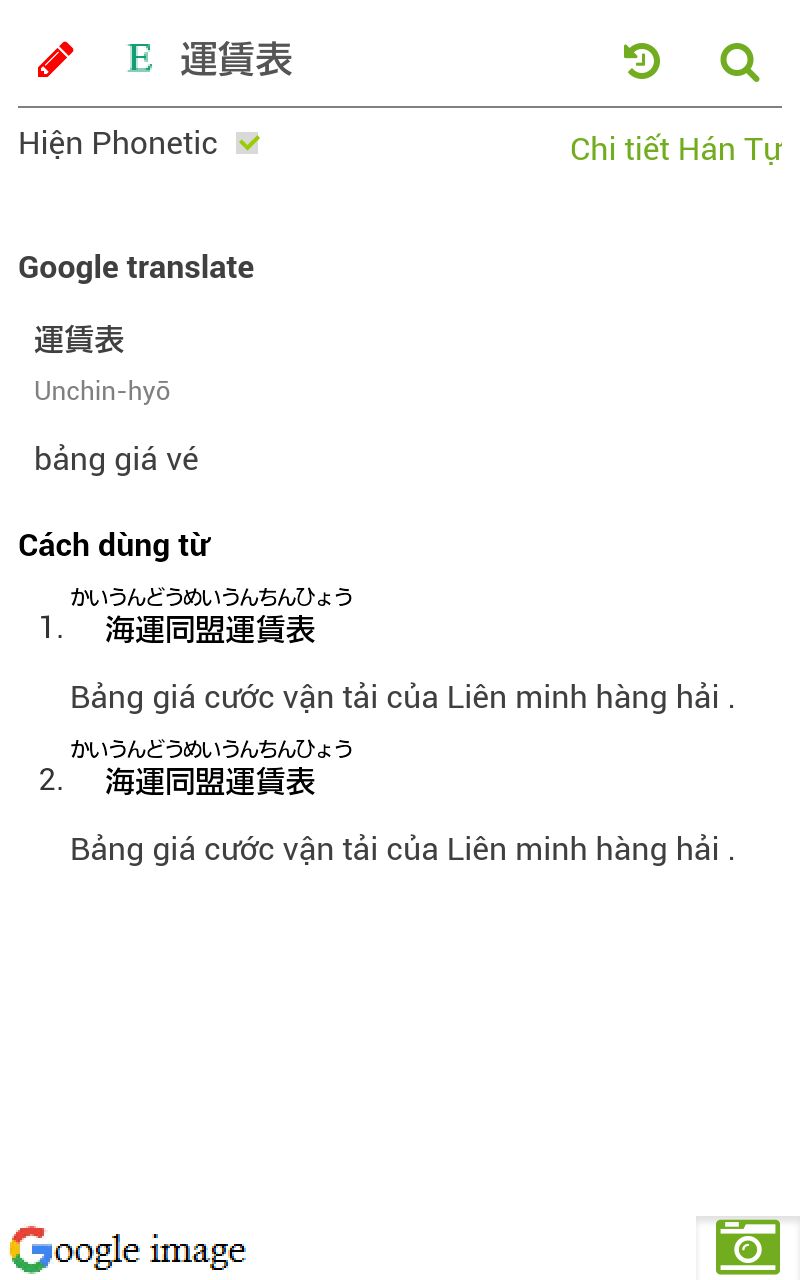 E 運賃表
Hiện Phonetic
Chi tiết Hán Tự
Google translate
運賃表
Unchin-hyō
bảng giá vé
Cách dùng từ
かいうんどうめいうんちんひょう
1. 海運同盟運賃表
Bảng giá cước vận tải của Liên minh hàng hải .
かいうんどうめいうんちんひょう
2. 海運同盟運賃表
Bảng giá cước vận tải của Liên minh hàng hải .
Google image